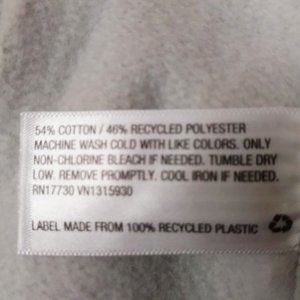 54% COTTON / 46% RECYCLED POLYESTER
MACHINE WASH COLD WITH LIKE COLORS. ONLY
NON-CHLORINE BLEACH IF NEEDED. TUMBLE DRY
LOW. REMOVE PROMPTLY. COOL IRON IF NEEDED.
RN17730 VN1315930
LABEL MADE FROM 100% RECYCLED PLASTIC